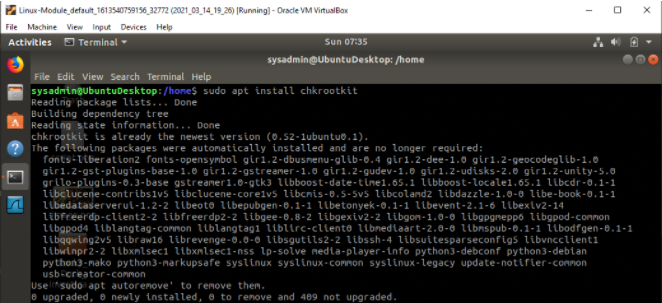 Linux-Module_default_1613540759156_32772 (2021_03_14_19_26) [Running] - Oracle VM VirtualBox
File Machine View Input Devices Help
Activities Terminal Sun 07:35
sysadmin@UbuntuDesktop: /home
File Edit View Search Terminal Help
sysadmin@UbuntuDesktop:/home$ sudo apt install chkrootkit
Reading package lists... Done
Building dependency tree
Reading state information... Done
chkrootkit is already the newest version (0.52-1ubuntu0.1).
The following packages were automatically installed and are no longer required:
fonts-liberation2 fonts-opensymbol gir1.2-dbusmenu-glib-0.4 gir1.2-dee-1.0 gir1.2-geocodeglib-1.0
gir1.2-gst-plugins-base-1.0 gir1.2-gstreamer-1.0 gir1.2-gudev-1.0 gir1.2-udisks-2.0 gir1.2-unity-5.0
grilo-plugins-0.3-base gstreamer1.0-gtk3 libboost-date-time1.65.1 libboost-locale1.65.1 libcdr-0.1-1
libclucene-contribs1v5 libclucene-core1v5 libcmis-0.5-5v5 libcolamd2 libdazzle-1.0-0 libe-book-0.1-1
libedataserverui-1.2-2 libeot0 libepubgen-0.1-1 libetonyek-0.1-1 libevent-2.1-6 libexiv2-14
libfreerdp-client2-2 libfreerdp2-2 libgee-0.8-2 libgexiv2-2 libgom-1.0-0 libgpgmepp6 libgpod-common
libgpod4 liblangtag-common liblangtag1 liblirc-client0 libmediaart-2.0-0 libmspub-0.1-1 libodfgen-0.1-1
libqqwing2v5 libraw16 librevenge-0.0-0 libsgutils2-2 libssh-4 libsuitesparseconfig5 libvncclient1
libwinpr2-2 libxmlsec1 libxmlsec1-nss lp-solve media-player-info python3-debconf python3-debian
python3-mako python3-markupsafe syslinux syslinux-common syslinux-legacy update-notifier-common
usb-creator-common
Use 'sudo apt autoremove' to remove them.
0 upgraded, 0 newly installed, 0 to remove and 409 not upgraded.